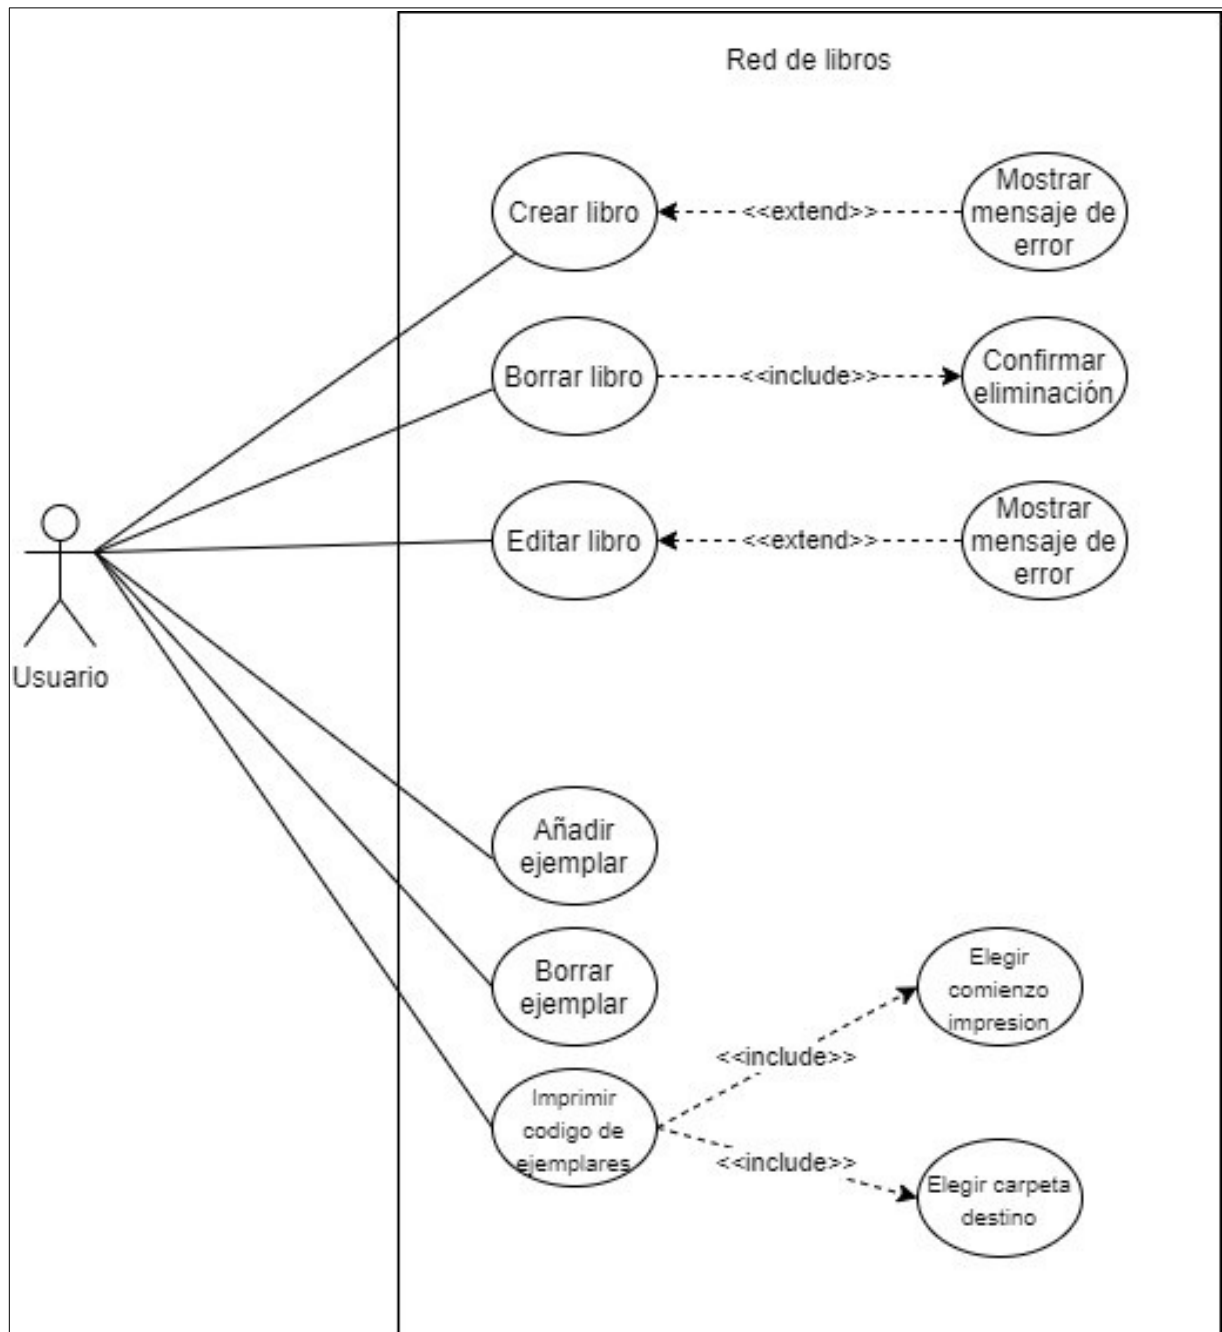 Red de libros
Crear libro
<<extend>>
Mostrar
mensaje de
error
Borrar libro
<<include>>
Confirmar
eliminación
Editar libro
<<extend>>
Mostrar
mensaje de
error
Usuario
Añadir
ejemplar
Borrar
ejemplar
Elegir
comienzo
impresion
<<include>>
Imprimir
codigo de
ejemplares
<<include>>
Elegir carpeta
destino